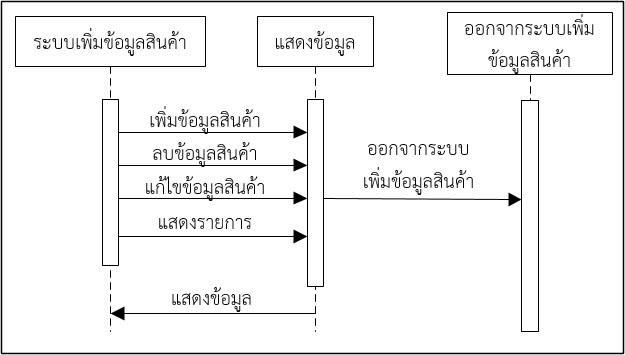 ระบบเพิ่มข้อมูลสินค้า
แสดงข้อมูล
ออกจากระบบเพิ่ม
ข้อมูลสินค้า
เพิ่มข้อมูลสินค้า
ลบข้อมูลสินค้า
แก้ไขข้อมูลสินค้า
แสดงรายการ
ออกจากระบบ
เพิ่มข้อมูลสินค้า
แสดงข้อมูล